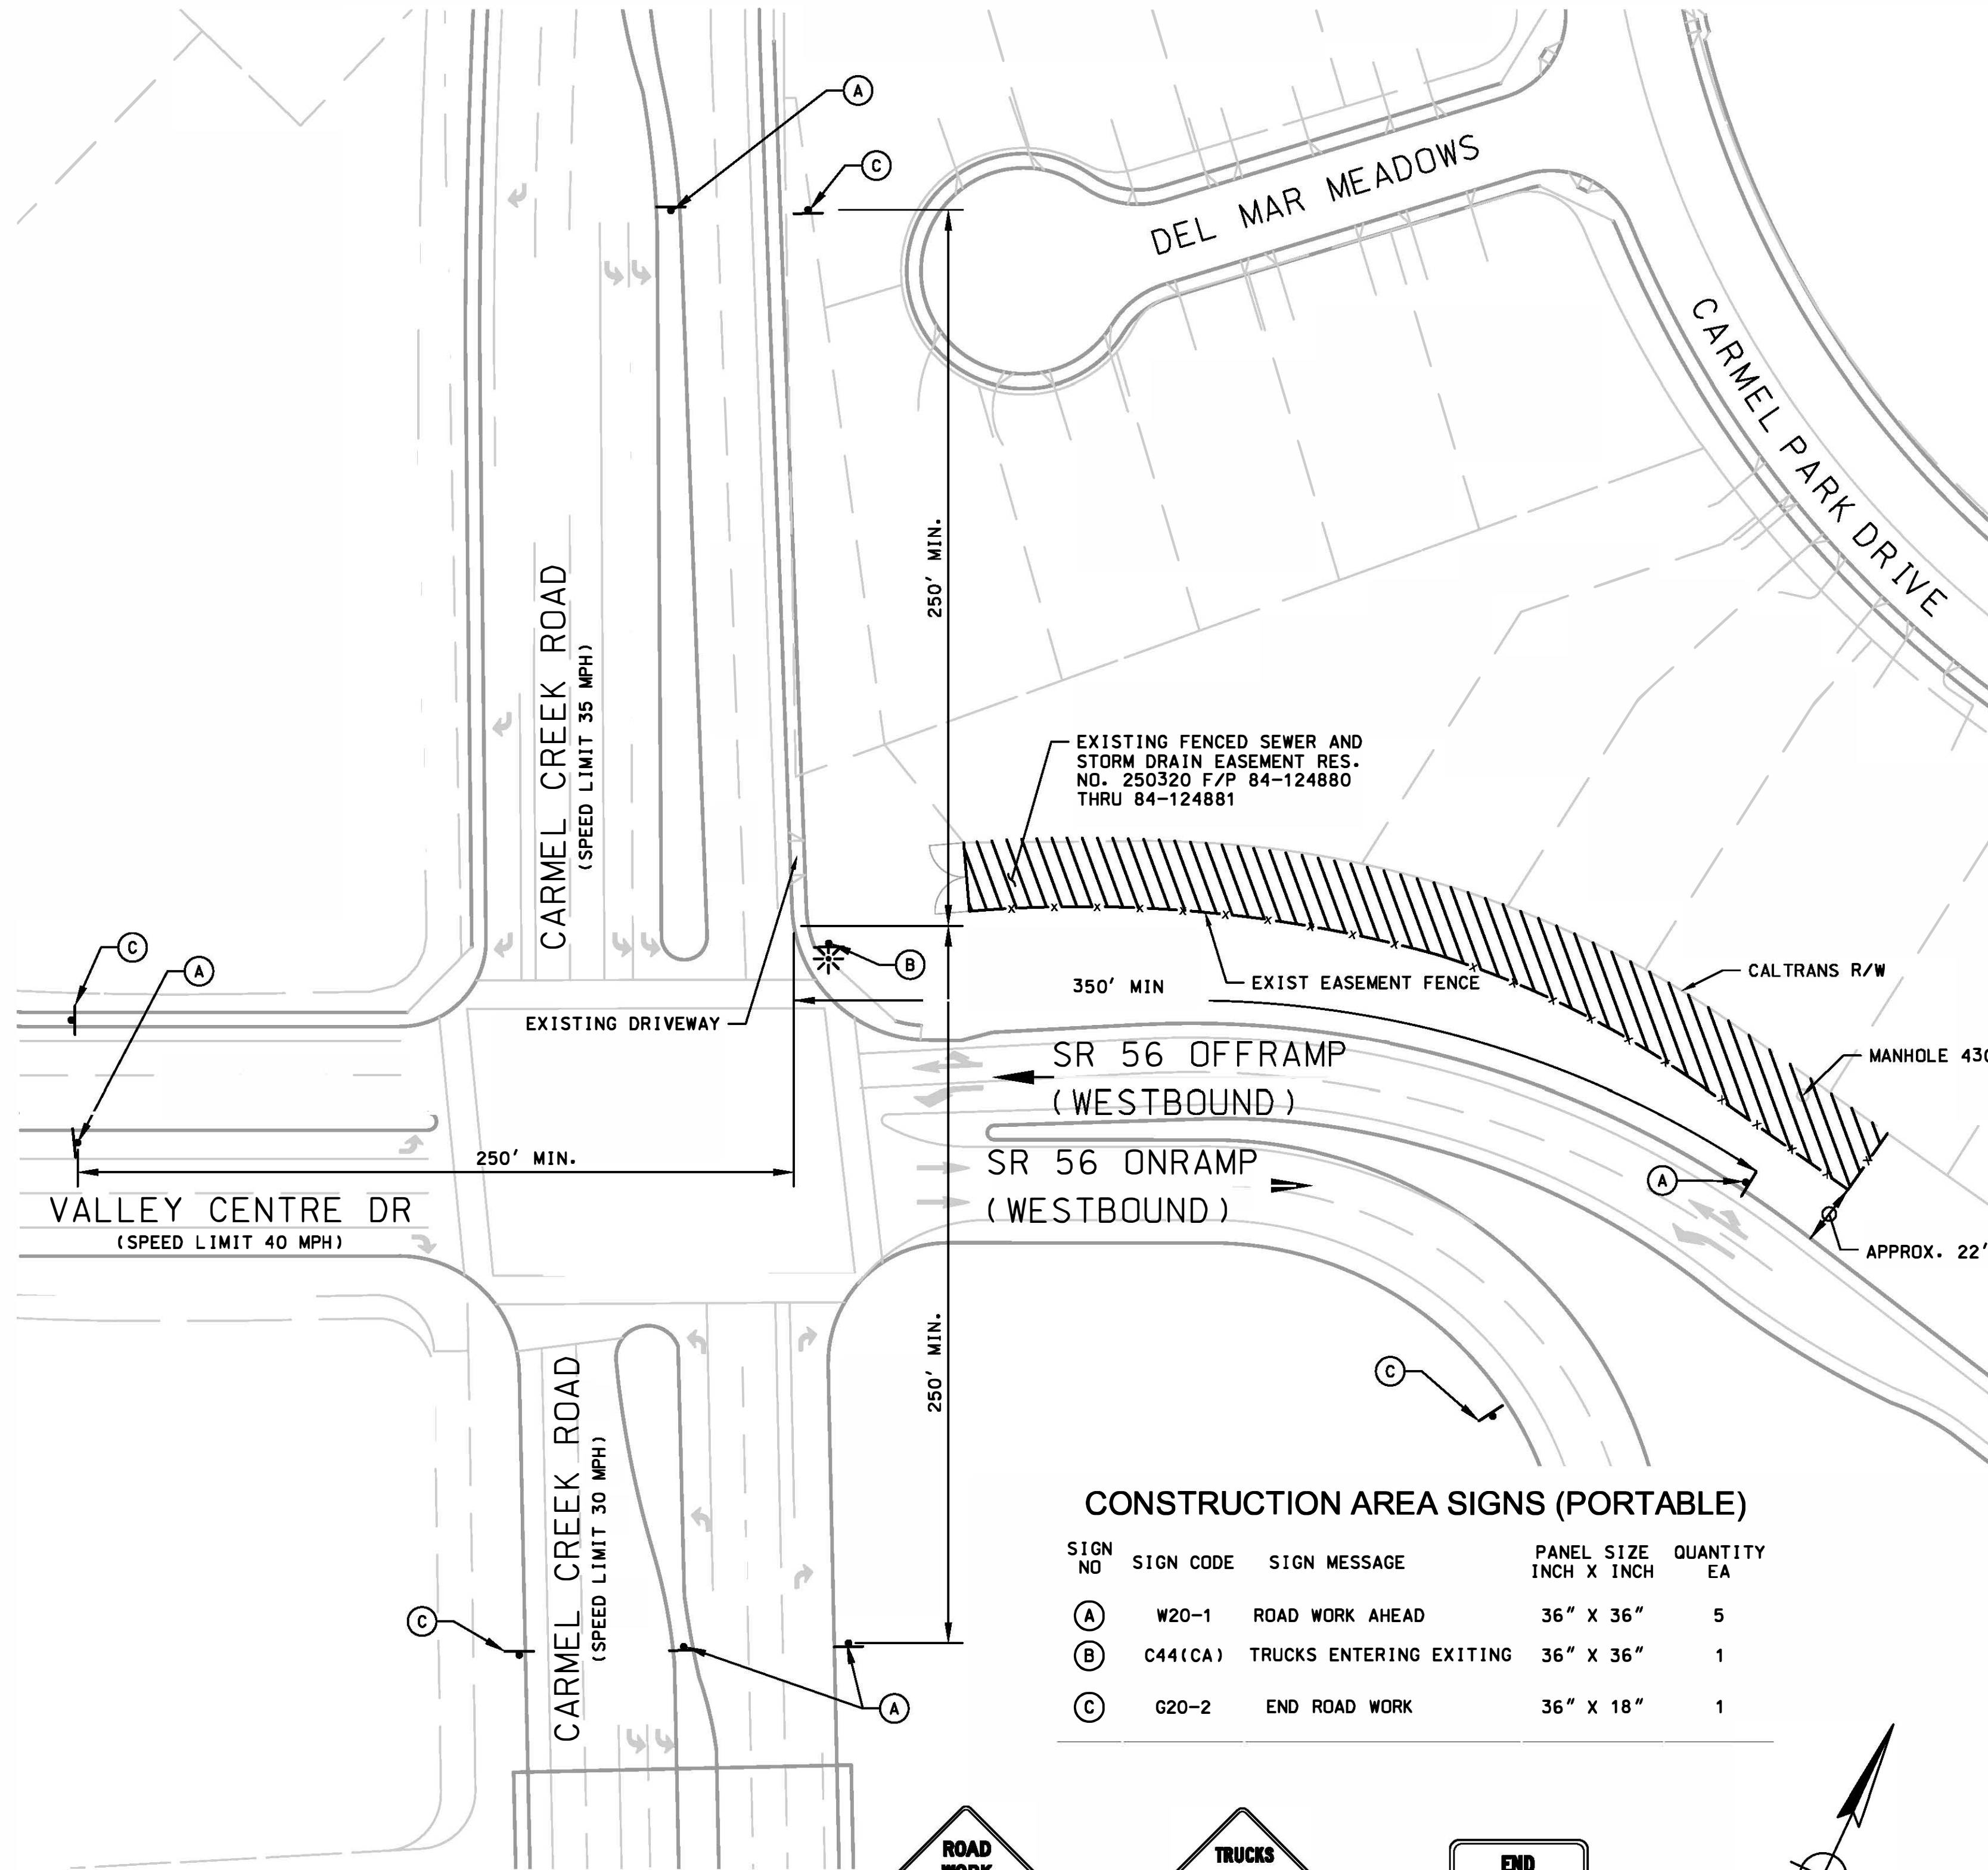 A
C
DEL MAR MEADOWS
CARMEL PARK DRIVE
250' MIN.
CARMEL CREEK ROAD
(SPEED LIMIT 35 MPH)
EXISTING FENCED SEWER AND
STORM DRAIN EASEMENT RES.
NO. 250320 F/P 84-124880
THRU 84-124881
C
A
B
350' MIN
EXIST EASEMENT FENCE
CALTRANS R/W
EXISTING DRIVEWAY
SR 56 OFFRAMP
(WESTBOUND)
MANHOLE 430
250' MIN.
SR 56 ONRAMP
(WESTBOUND)
A
VALLEY CENTRE DR
(SPEED LIMIT 40 MPH)
APPROX. 22'
250' MIN.
C
CARMEL CREEK ROAD
(SPEED LIMIT 30 MPH)
C
A
CONSTRUCTION AREA SIGNS (PORTABLE)
SIGN NO SIGN CODE SIGN MESSAGE PANEL SIZE INCH X INCH QUANTITY EA
A W20-1 ROAD WORK AHEAD 36" X 36" 5
B C44(CA) TRUCKS ENTERING EXITING 36" X 36" 1
C G20-2 END ROAD WORK 36" X 18" 1
ROAD
WORK
TRUCKS
END